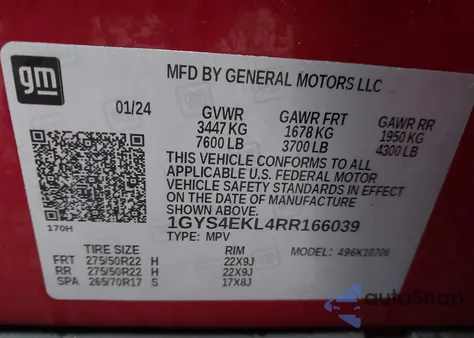 gm
MFD BY GENERAL MOTORS LLC
01/24 GVWR GAWR FRT GAWR RR
3447 KG 1678 KG 1950 KG
7600 LB 3700 LB 4300 LB
THIS VEHICLE CONFORMS TO ALL
APPLICABLE U.S. FEDERAL MOTOR
VEHICLE SAFETY STANDARDS IN EFFECT
ON THE DATE OF MANUFACTURE
SHOWN ABOVE.
1GYS4EKL4RR166039
170H
TYPE: MPV MODEL: 496K10706
TIRE SIZE RIM
FRT 275/50R22 H 22X9J
RR 275/50R22 H 22X9J
SPA 265/70R17 S 17X8J
autoSnap